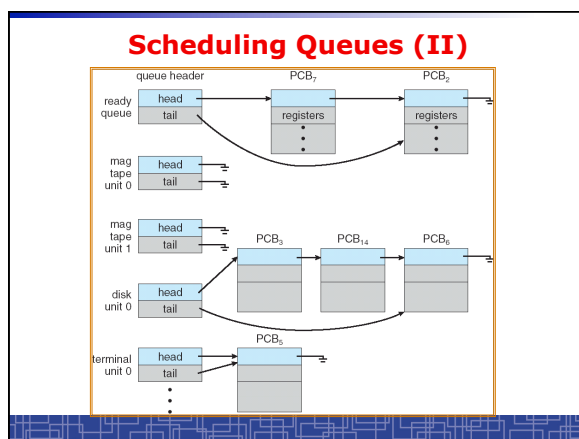 Scheduling Queues (II)
queue header PCB₇ PCB₂
ready
queue
head
tail
registers
registers
mag
tape
unit 0
head
tail
mag
tape
unit 1
head
tail
PCB₃ PCB₁₄ PCB₆
disk
unit 0
head
tail
PCB₅
terminal
unit 0
head
tail